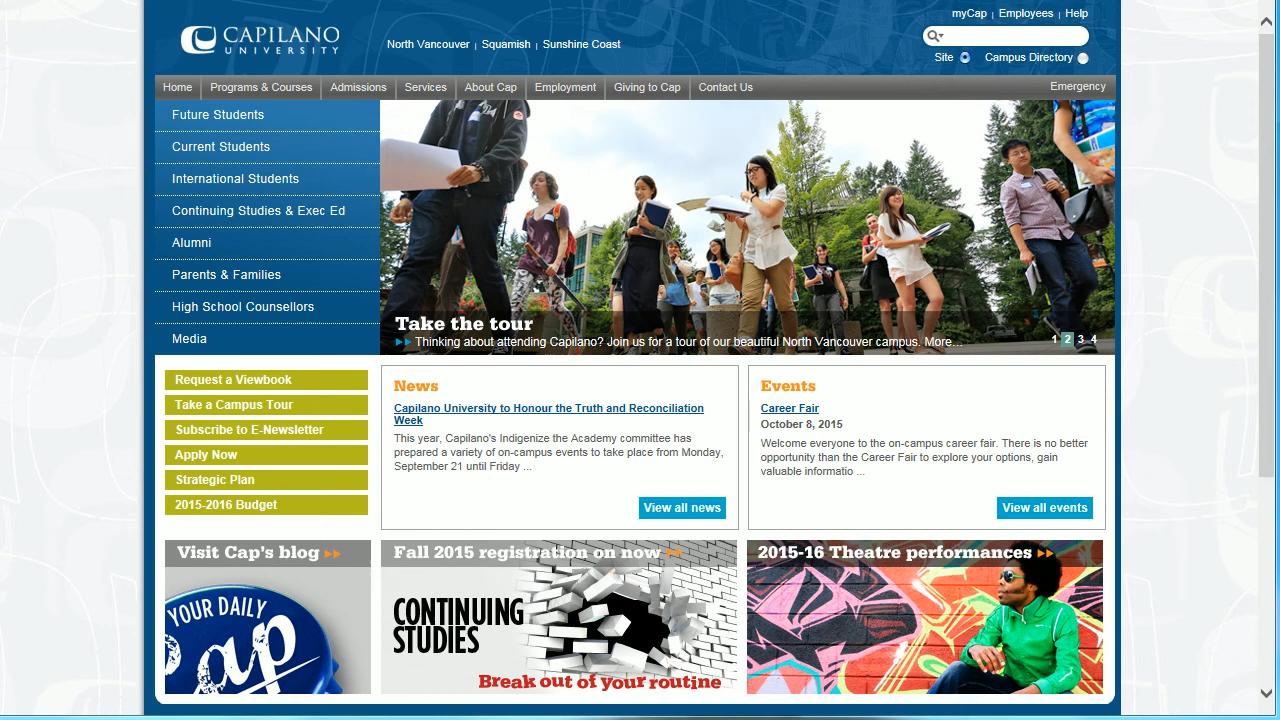 myCap | Employees | Help
CAPILANO
UNIVERSITY
North Vancouver | Squamish | Sunshine Coast
Site Campus Directory
Home Programs & Courses Admissions Services About Cap Employment Giving to Cap Contact Us Emergency
Future Students
Current Students
International Students
Continuing Studies & Exec Ed
Alumni
Parents & Families
High School Counsellors
Media
Take the tour
Thinking about attending Capilano? Join us for a tour of our beautiful North Vancouver campus. More...
1 2 3 4
Request a Viewbook
Take a Campus Tour
Subscribe to E-Newsletter
Apply Now
Strategic Plan
2015-2016 Budget
News
Capilano University to Honour the Truth and Reconciliation
Week
This year, Capilano's Indigenize the Academy committee has
prepared a variety of on-campus events to take place from Monday,
September 21 until Friday ...
View all news
Events
Career Fair
October 8, 2015
Welcome everyone to the on-campus career fair. There is no better
opportunity than the Career Fair to explore your options, gain
valuable informatio ...
View all events
Visit Cap's blog
YOUR DAILY
Cap
Fall 2015 registration on now
CONTINUING
STUDIES
Break out of your routine
2015-16 Theatre performances